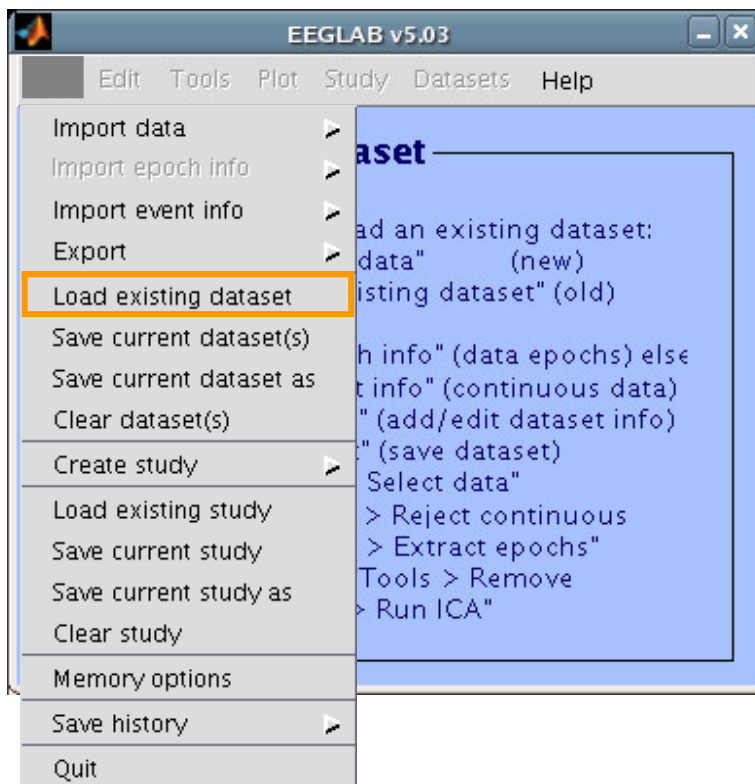 EEGLAB v5.03
Edit Tools Plot Study Datasets Help
Import data
Import epoch info
Import event info
Export
Load existing dataset
Save current dataset(s)
Save current dataset as
Clear dataset(s)
Create study
Load existing study
Save current study
Save current study as
Clear study
Memory options
Save history
Quit
aset
ad an existing dataset:
data" (new)
isting dataset" (old)
h info" (data epochs) else
t info" (continuous data)
" (add/edit dataset info)
" (save dataset)
Select data"
> Reject continuous
> Extract epochs"
Tools > Remove
> Run ICA"